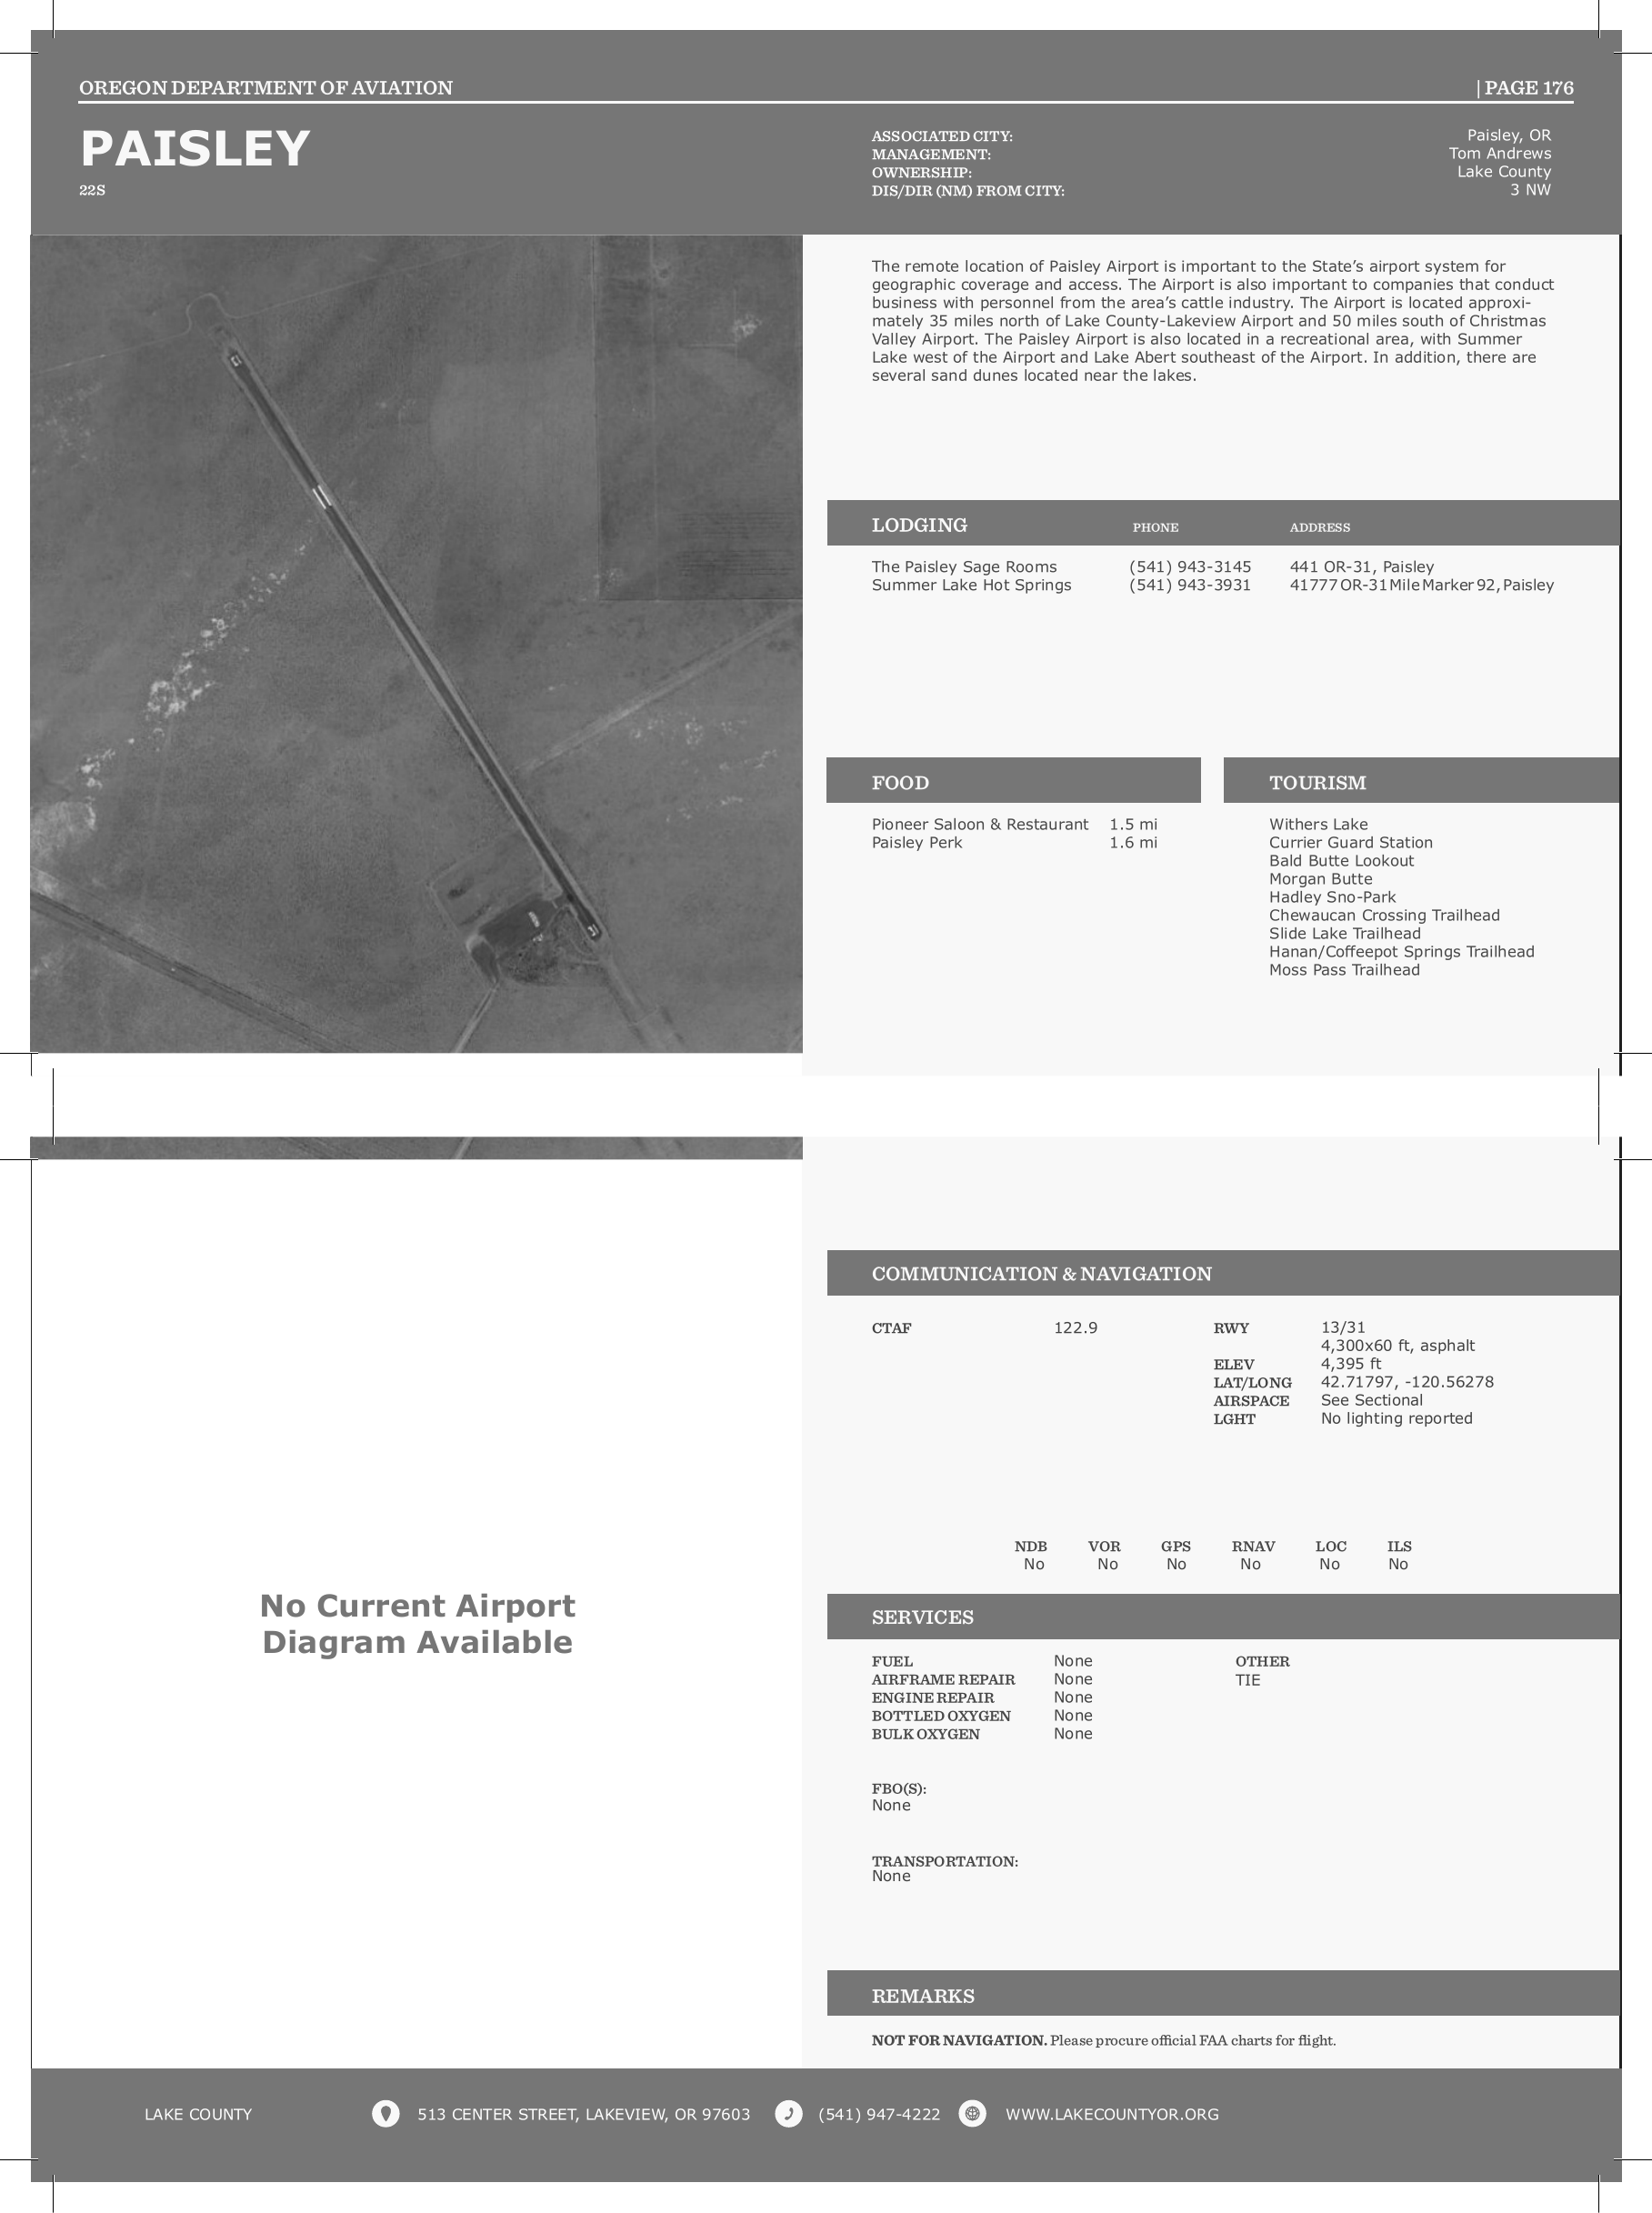 OREGON DEPARTMENT OF AVIATION
| PAGE 176
PAISLEY
22S
ASSOCIATED CITY: Paisley, OR
MANAGEMENT: Tom Andrews
OWNERSHIP: Lake County
DIS/DIR (NM) FROM CITY: 3 NW
The remote location of Paisley Airport is important to the State’s airport system for
geographic coverage and access. The Airport is also important to companies that conduct
business with personnel from the area’s cattle industry. The Airport is located approxi-
mately 35 miles north of Lake County-Lakeview Airport and 50 miles south of Christmas
Valley Airport. The Paisley Airport is also located in a recreational area, with Summer
Lake west of the Airport and Lake Abert southeast of the Airport. In addition, there are
several sand dunes located near the lakes.
LODGING PHONE ADDRESS
The Paisley Sage Rooms (541) 943-3145 441 OR-31, Paisley
Summer Lake Hot Springs (541) 943-3931 41777 OR-31 Mile Marker 92, Paisley
FOOD
Pioneer Saloon & Restaurant 1.5 mi
Paisley Perk 1.6 mi
TOURISM
Withers Lake
Currier Guard Station
Bald Butte Lookout
Morgan Butte
Hadley Sno-Park
Chewaucan Crossing Trailhead
Slide Lake Trailhead
Hanan/Coffeepot Springs Trailhead
Moss Pass Trailhead
No Current Airport
Diagram Available
COMMUNICATION & NAVIGATION
CTAF 122.9
RWY 13/31
4,300x60 ft, asphalt
ELEV 4,395 ft
LAT/LONG 42.71797, -120.56278
AIRSPACE See Sectional
LGHT No lighting reported
NDB VOR GPS RNAV LOC ILS
No No No No No No
SERVICES
FUEL None
AIRFRAME REPAIR None
ENGINE REPAIR None
BOTTLED OXYGEN None
BULK OXYGEN None
OTHER
TIE
FBO(S):
None
TRANSPORTATION:
None
REMARKS
NOT FOR NAVIGATION. Please procure official FAA charts for flight.
LAKE COUNTY 513 CENTER STREET, LAKEVIEW, OR 97603 (541) 947-4222 WWW.LAKECOUNTYOR.ORG